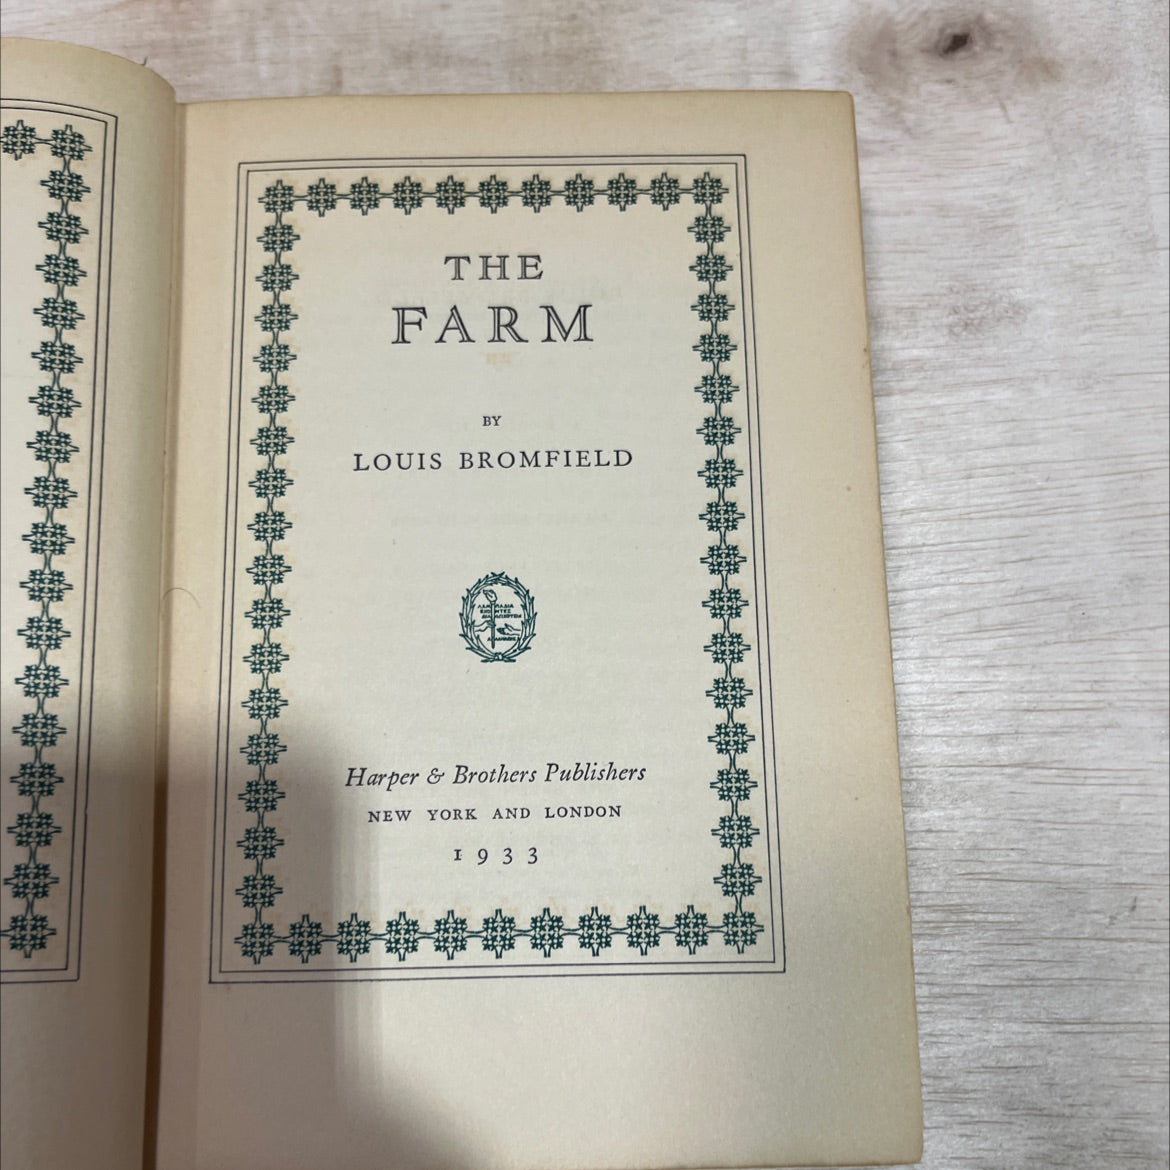 THE
FARM
BY
LOUIS BROMFIELD
Harper & Brothers Publishers
NEW YORK AND LONDON
1933